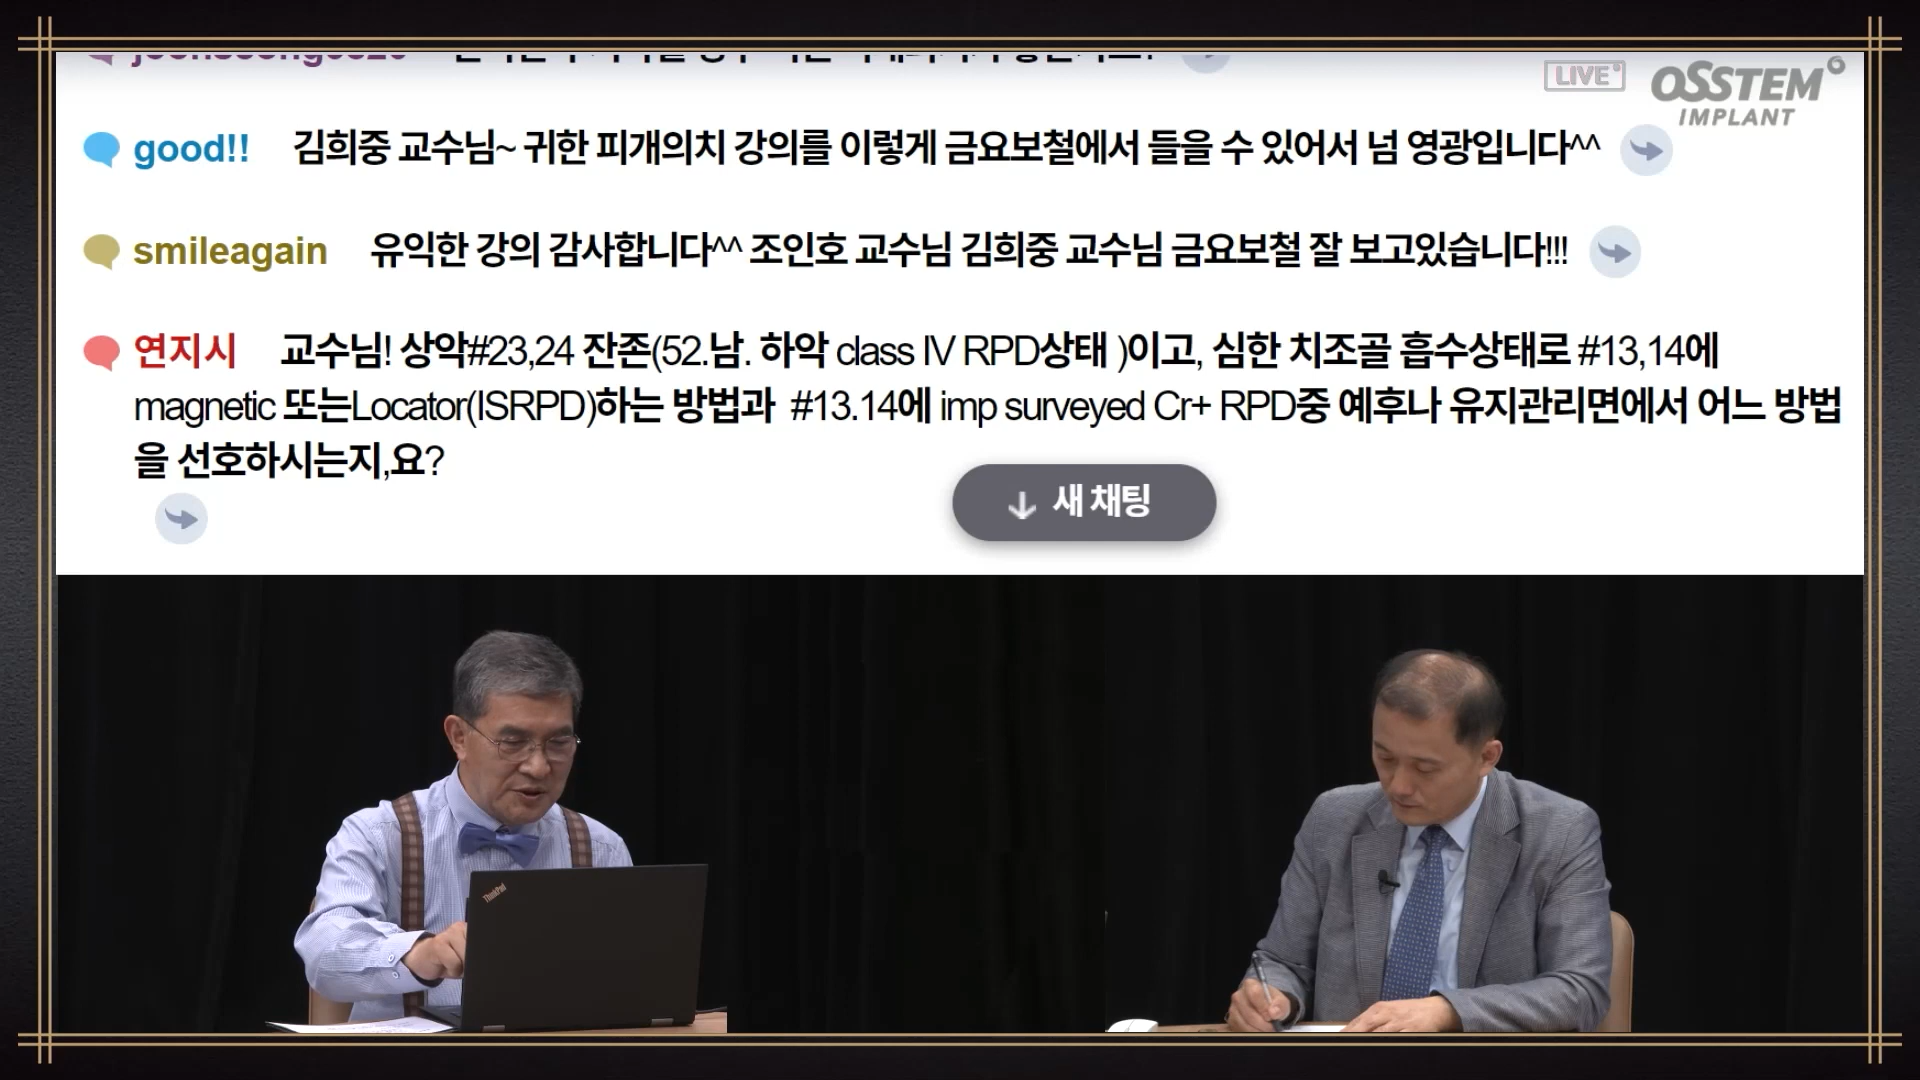 LIVE
OSSTEM
IMPLANT
good!! 김희중 교수님~ 귀한 피개의치 강의를 이렇게 금요보철에서 들을 수 있어서 넘 영광입니다^^
smileagain 유익한 강의 감사합니다^^ 조인호 교수님 김희중 교수님 금요보철 잘 보고있습니다!!!
연지시 교수님! 상악#23,24 잔존(52.남. 하악 class IV RPD상태 )이고, 심한 치조골 흡수상태로 #13,14에
magnetic 또는Locator(ISRPD)하는 방법과 #13.14에 imp surveyed Cr+ RPD중 예후나 유지관리면에서 어느 방법
을 선호하시는지,요?
새 채팅
ThinkPad